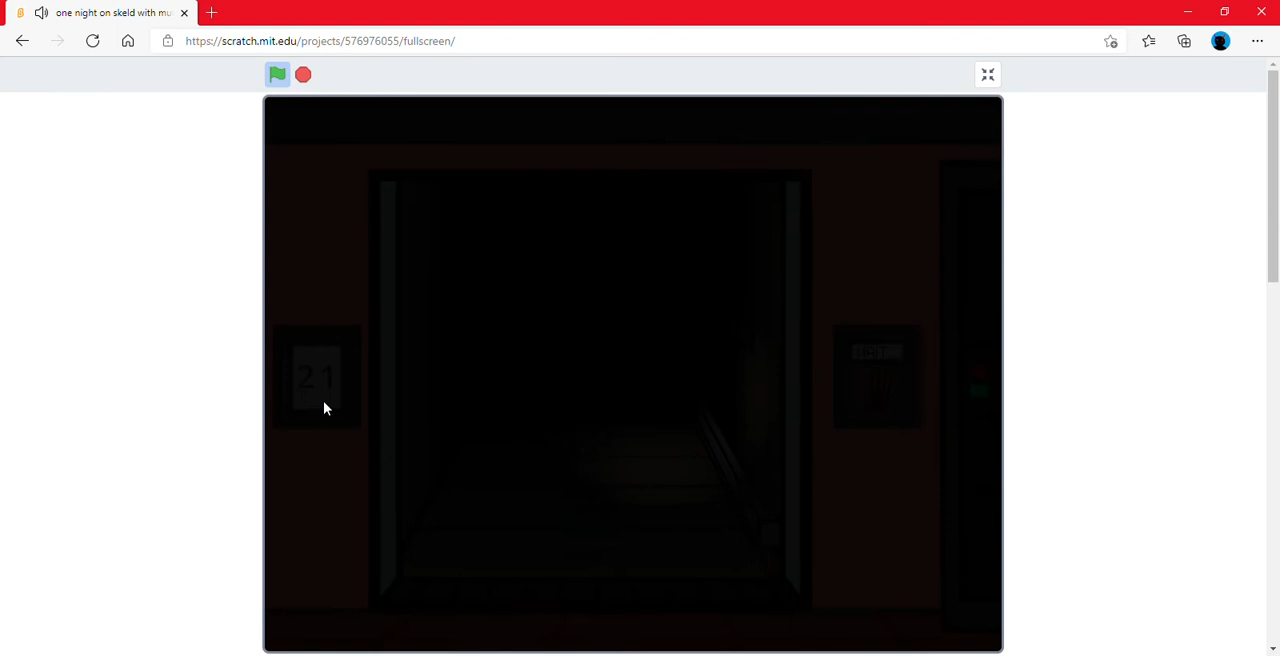 one night on skeld with mu
https://scratch.mit.edu/projects/576976055/fullscreen/
21